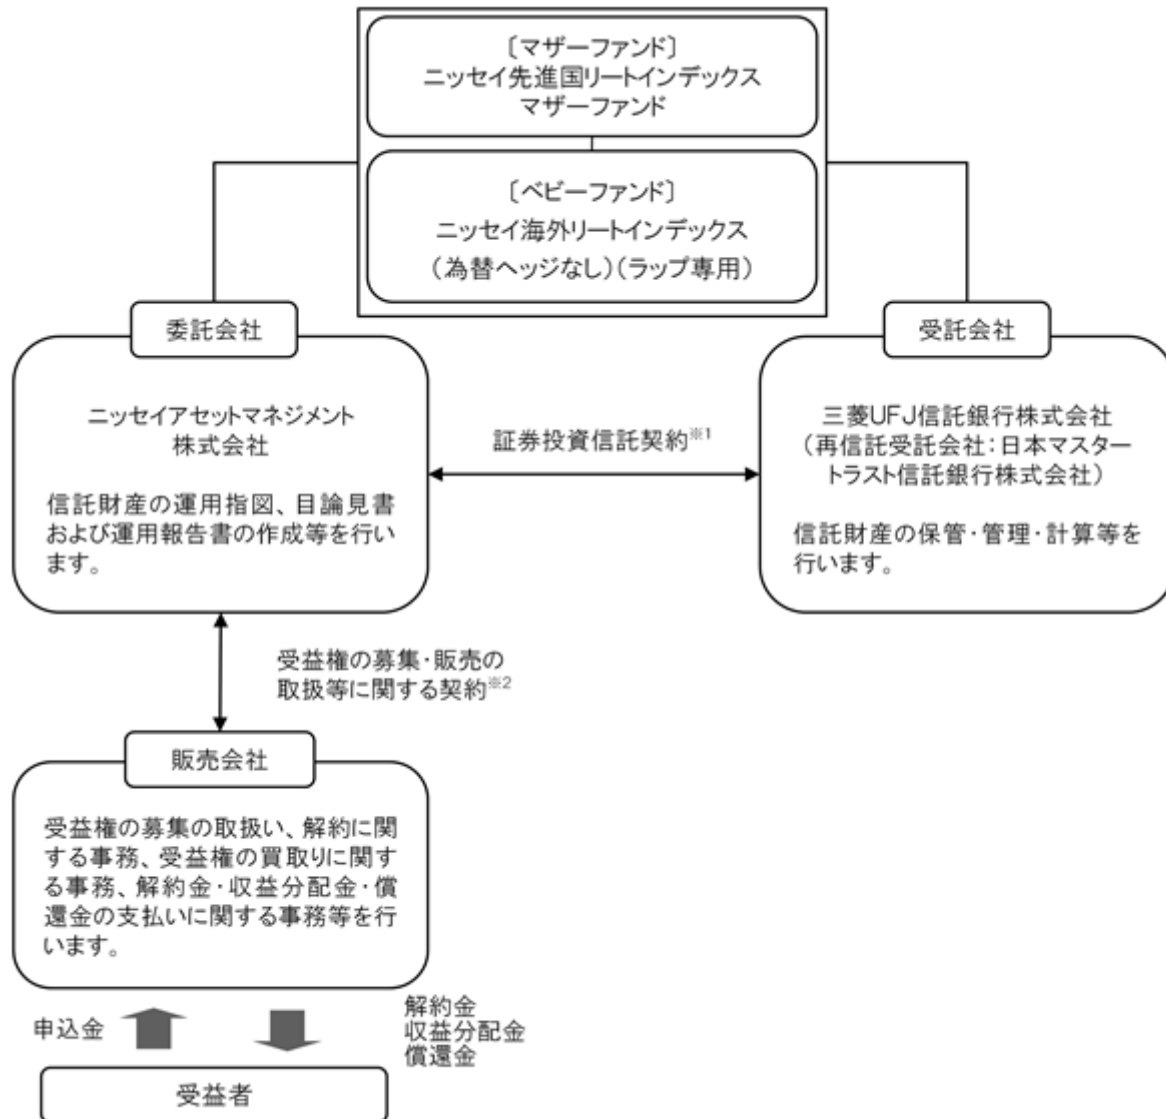 〔マザーファンド〕
ニッセイ先進国リートインデックス
マザーファンド
〔ベビーファンド〕
ニッセイ海外リートインデックス
（為替ヘッジなし）（ラップ専用）
委託会社
ニッセイアセットマネジメント
株式会社
信託財産の運用指図、目論見書
および運用報告書の作成等を行い
ます。
証券投資信託契約※1
受託会社
三菱UFJ信託銀行株式会社
（再信託受託会社：日本マスター
トラスト信託銀行株式会社）
信託財産の保管・管理・計算等を
行います。
受益権の募集・販売の
取扱等に関する契約※2
販売会社
受益権の募集の取扱い、解約に関
する事務、受益権の買取りに関す
る事務、解約金・収益分配金・償
還金の支払いに関する事務等を行
います。
申込金
解約金
収益分配金
償還金
受益者